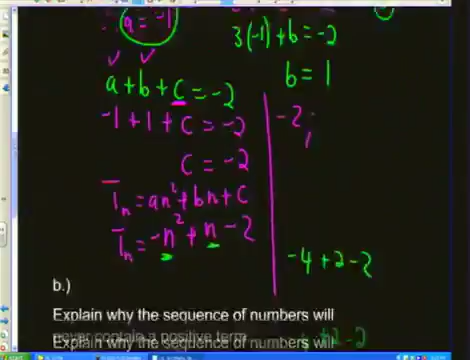 a = -1
3(-1) + b = -2
b = 1
a + b + c = -2
-1 + 1 + c = -2
c = -2
Tn = an² + bn + c
Tn = -n² + n - 2
-2;
-4 + 2 - 2
b.)
Explain why the sequence of numbers will
never contain a positive term
Explain why the sequence of numbers will